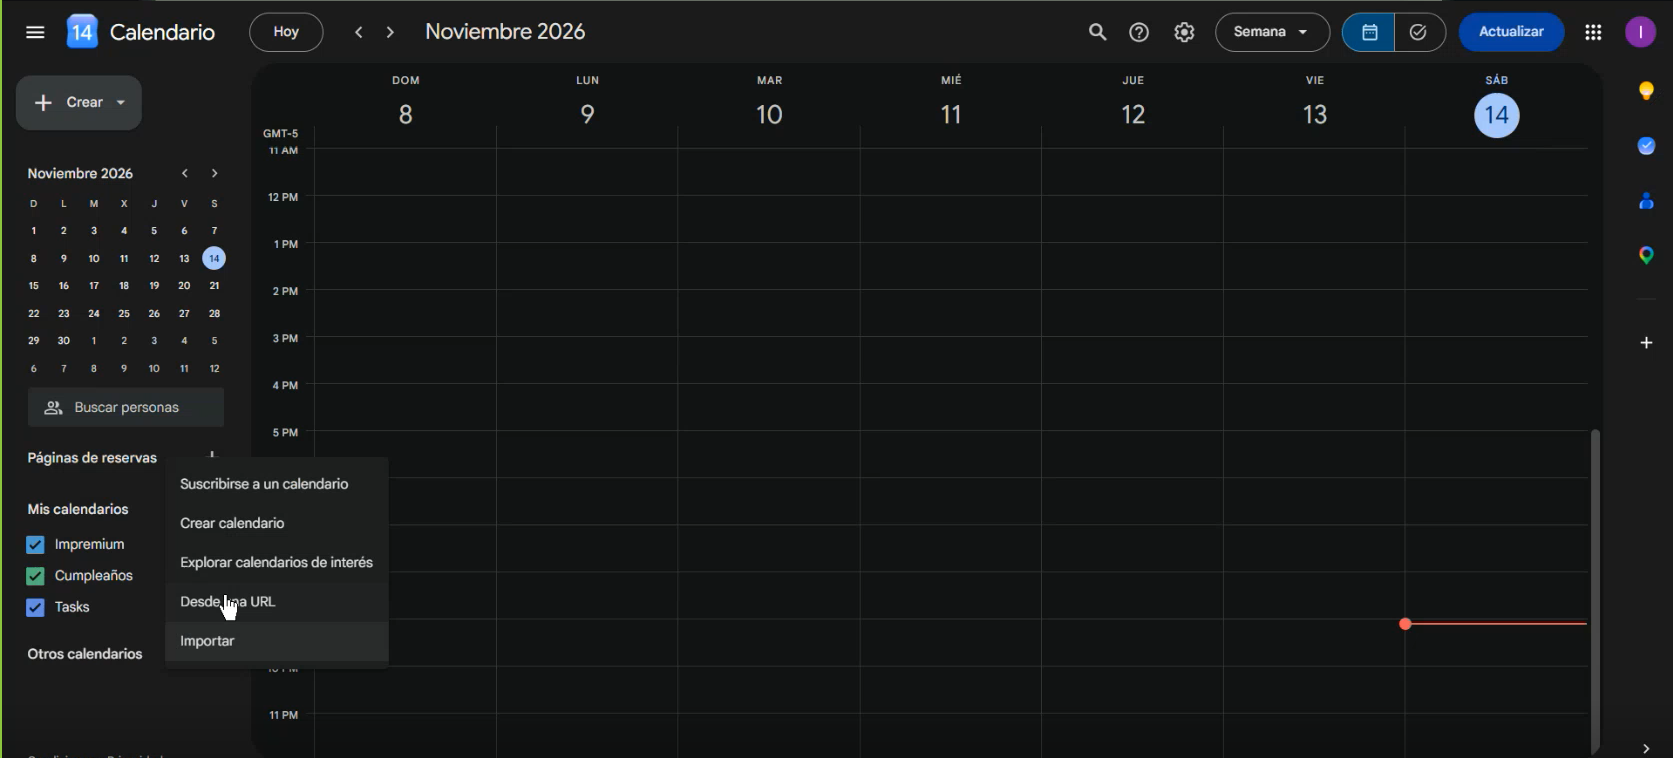 14 Calendario Hoy Noviembre 2026 Semana Actualizar I
Crear
DOM LUN MAR MIÉ JUE VIE SÁB
8 9 10 11 12 13 14
GMT-5
11 AM
12 PM
1 PM
2 PM
3 PM
4 PM
5 PM
10 PM
11 PM
Noviembre 2026
D L M X J V S
1 2 3 4 5 6 7
8 9 10 11 12 13 14
15 16 17 18 19 20 21
22 23 24 25 26 27 28
29 30 1 2 3 4 5
6 7 8 9 10 11 12
Buscar personas
Páginas de reservas
Mis calendarios
Impremium
Cumpleaños
Tasks
Otros calendarios
Suscribirse a un calendario
Crear calendario
Explorar calendarios de interés
Desde una URL
Importar